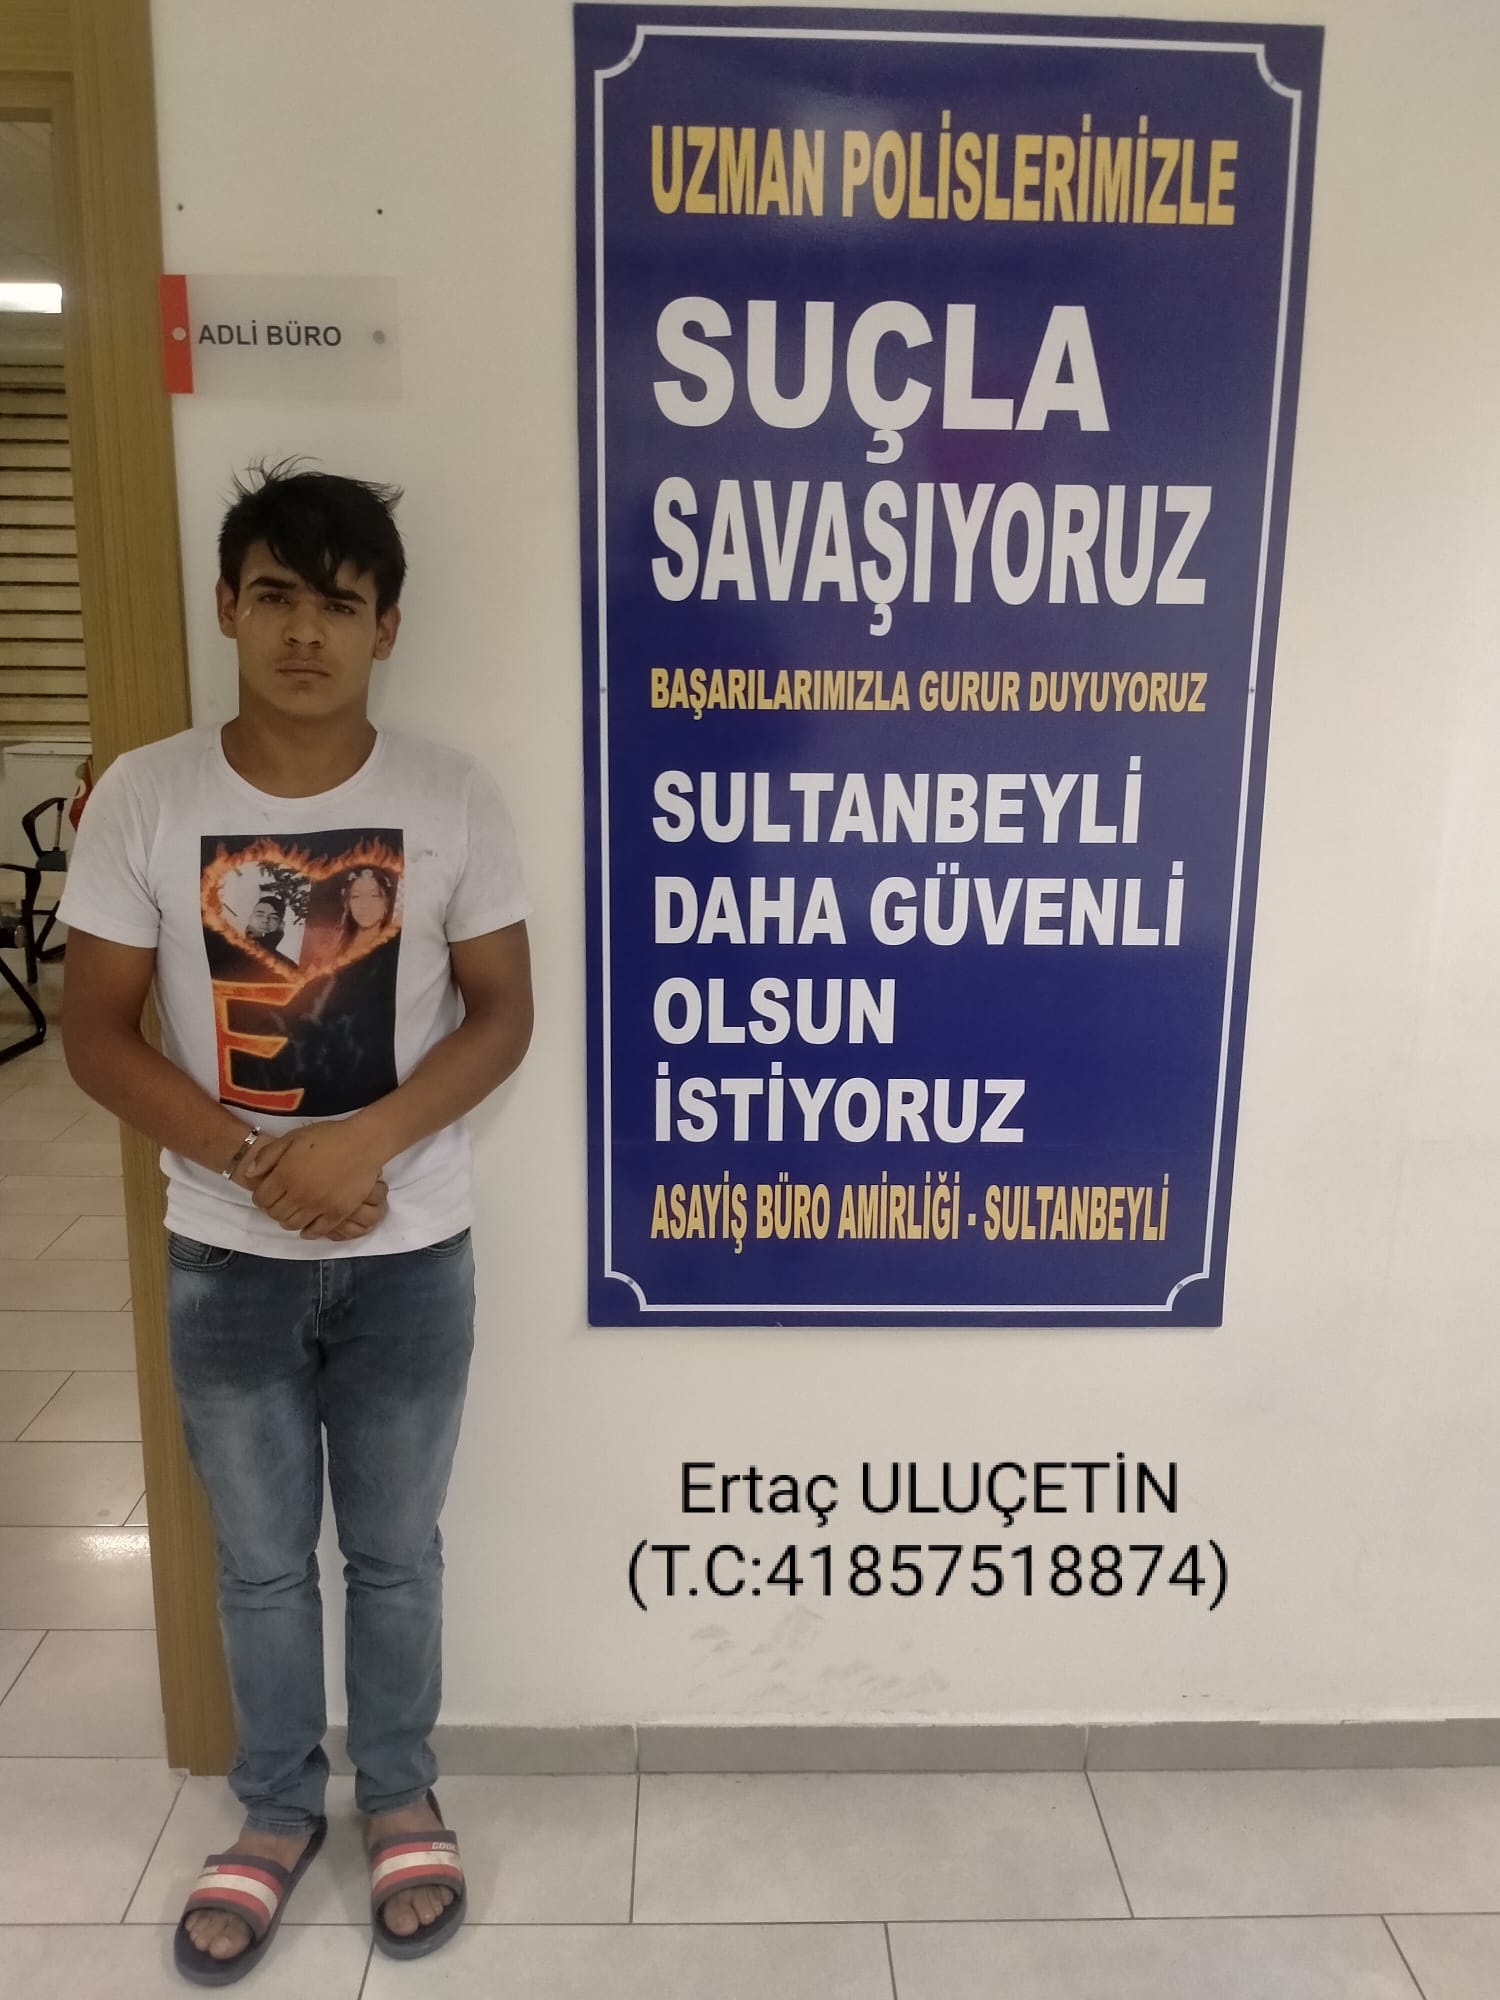 UZMAN POLİSLERİMİZLE
SUÇLA
SAVAŞIYORUZ
BAŞARILARIMIZLA GURUR DUYUYORUZ
SULTANBEYLİ
DAHA GÜVENLİ
OLSUN
İSTİYORUZ
ASAYİŞ BÜRO AMİRLİĞİ - SULTANBEYLİ
ADLİ BÜRO
E
Ertaç ULUÇETİN
(T.C:41857518874)